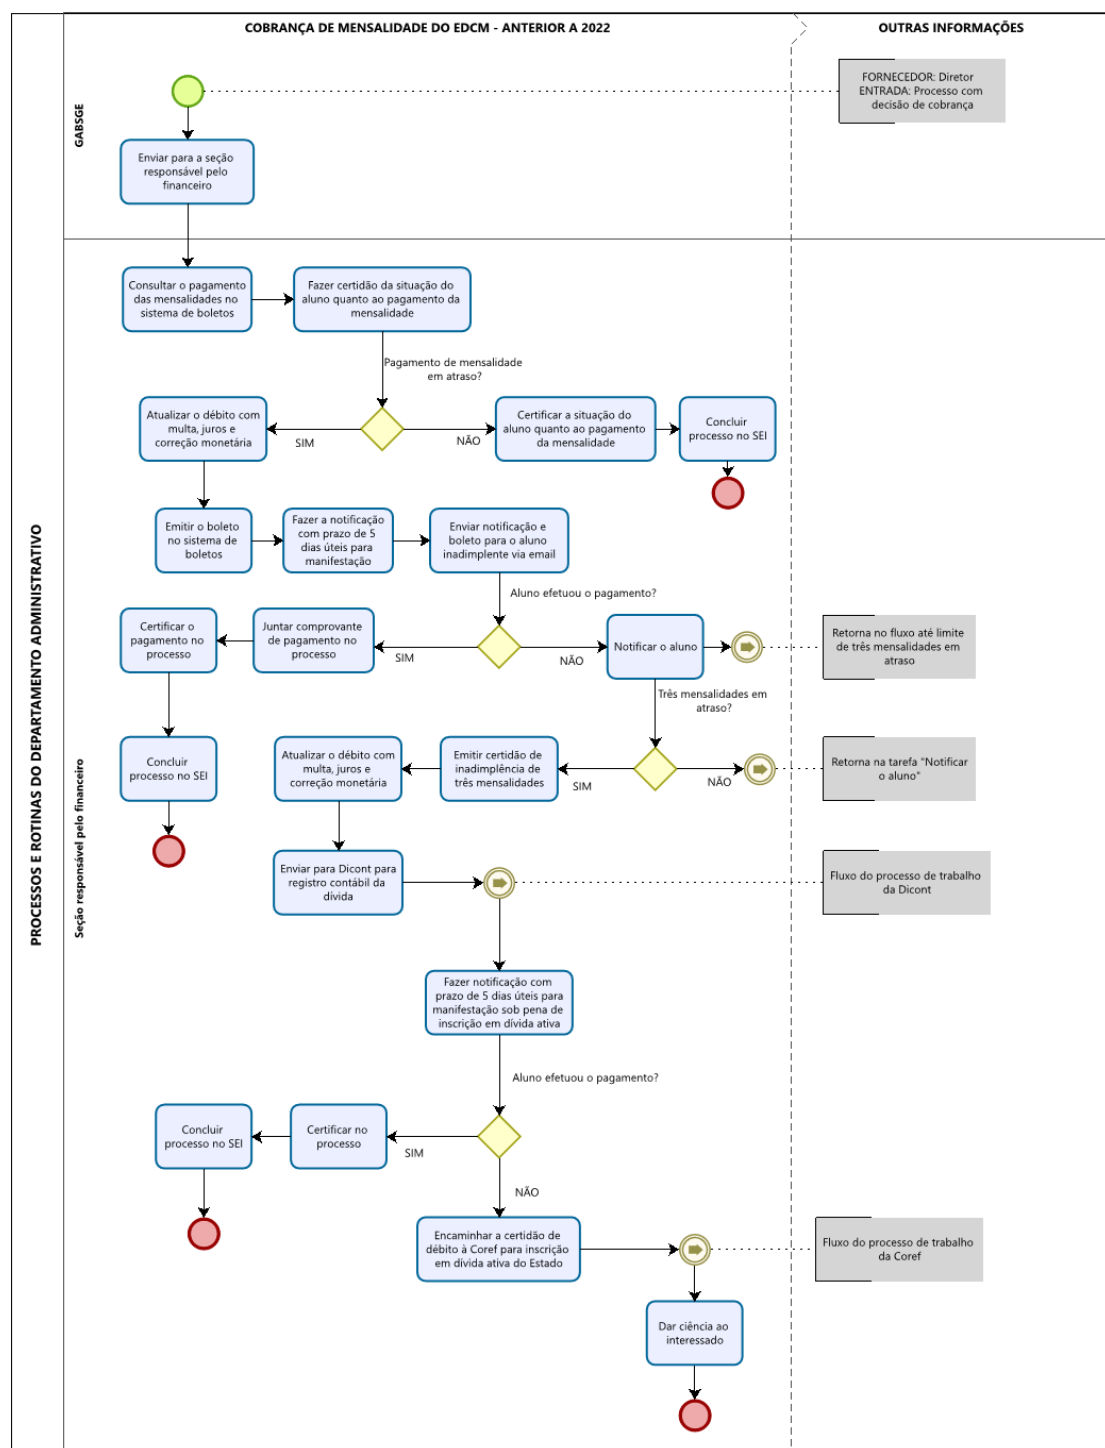 COBRANÇA DE MENSALIDADE DO EDCM - ANTERIOR A 2022
OUTRAS INFORMAÇÕES
PROCESSOS E ROTINAS DO DEPARTAMENTO ADMINISTRATIVO
GABSGE
FORNECEDOR: Diretor
ENTRADA: Processo com
decisão de cobrança
Enviar para a seção
responsável pelo
financeiro
Seção responsável pelo financeiro
Consultar o pagamento
das mensalidades no
sistema de boletos
Fazer certidão da situação do
aluno quanto ao pagamento da
mensalidade
Pagamento de mensalidade
em atraso?
Atualizar o débito com
multa, juros e
correção monetária
SIM
NÃO
Certificar a situação do
aluno quanto ao pagamento
da mensalidade
Concluir
processo no SEI
Emitir o boleto
no sistema de
boletos
Fazer a notificação
com prazo de 5
dias úteis para
manifestação
Enviar notificação e
boleto para o aluno
inadimplente via email
Aluno efetuou o pagamento?
Certificar o
pagamento no
processo
Juntar comprovante
de pagamento no
processo
SIM
NÃO
Notificar o aluno
Retorna no fluxo até limite
de três mensalidades em
atraso
Três mensalidades em
atraso?
Concluir
processo no SEI
Atualizar o débito com
multa, juros e
correção monetária
Emitir certidão de
inadimplência de
três mensalidades
SIM
NÃO
Retorna na tarefa "Notificar
o aluno"
Enviar para Dicont para
registro contábil da
dívida
Fluxo do processo de trabalho
da Dicont
Fazer notificação com
prazo de 5 dias úteis para
manifestação sob pena de
inscrição em dívida ativa
Aluno efetuou o pagamento?
Concluir
processo no SEI
Certificar no
processo
SIM
NÃO
Encaminhar a certidão de
débito à Coref para inscrição
em dívida ativa do Estado
Fluxo do processo de trabalho
da Coref
Dar ciência ao
interessado